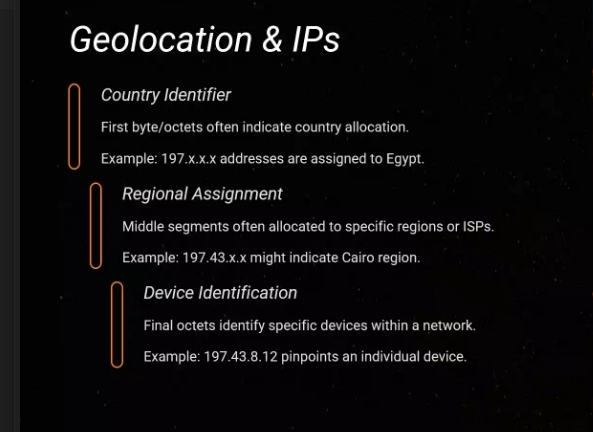 Geolocation & IPs
Country Identifier
First byte/octets often indicate country allocation.
Example: 197.x.x.x addresses are assigned to Egypt.
Regional Assignment
Middle segments often allocated to specific regions or ISPs.
Example: 197.43.x.x might indicate Cairo region.
Device Identification
Final octets identify specific devices within a network.
Example: 197.43.8.12 pinpoints an individual device.